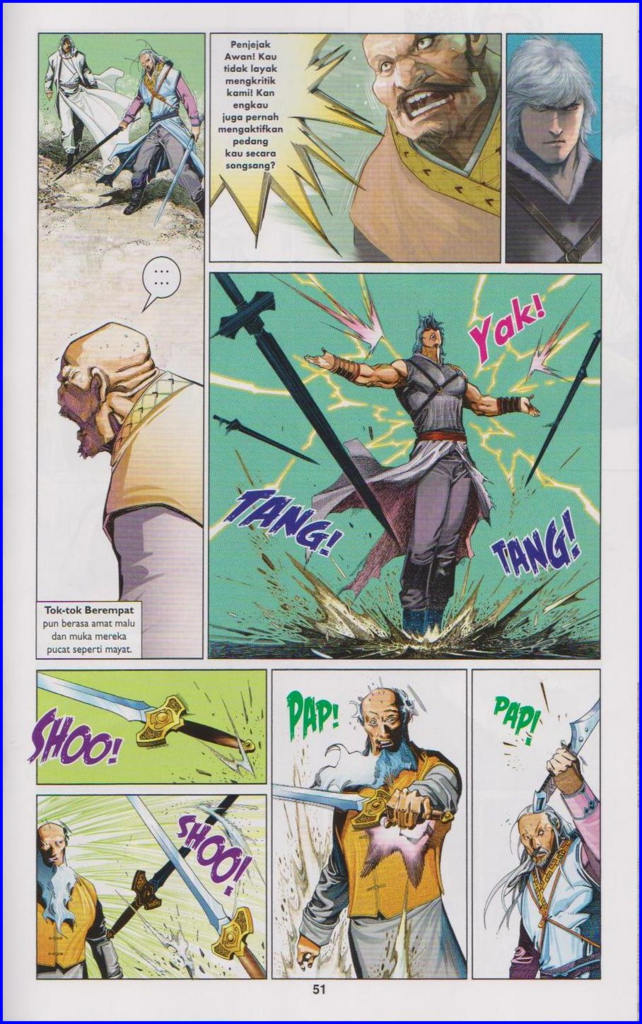 Penjejak
Awan! Kau
tidak layak
mengkritik
kami! Kan
engkau
juga pernah
mengaktifkan
pedang
kau secara
songsang?
...
...
Yak!
TANG!
TANG!
Tok-tok Berempat
pun berasa amat malu
dan muka mereka
pucat seperti mayat.
SHOO!
SHOO!
PAP!
PAP!
51